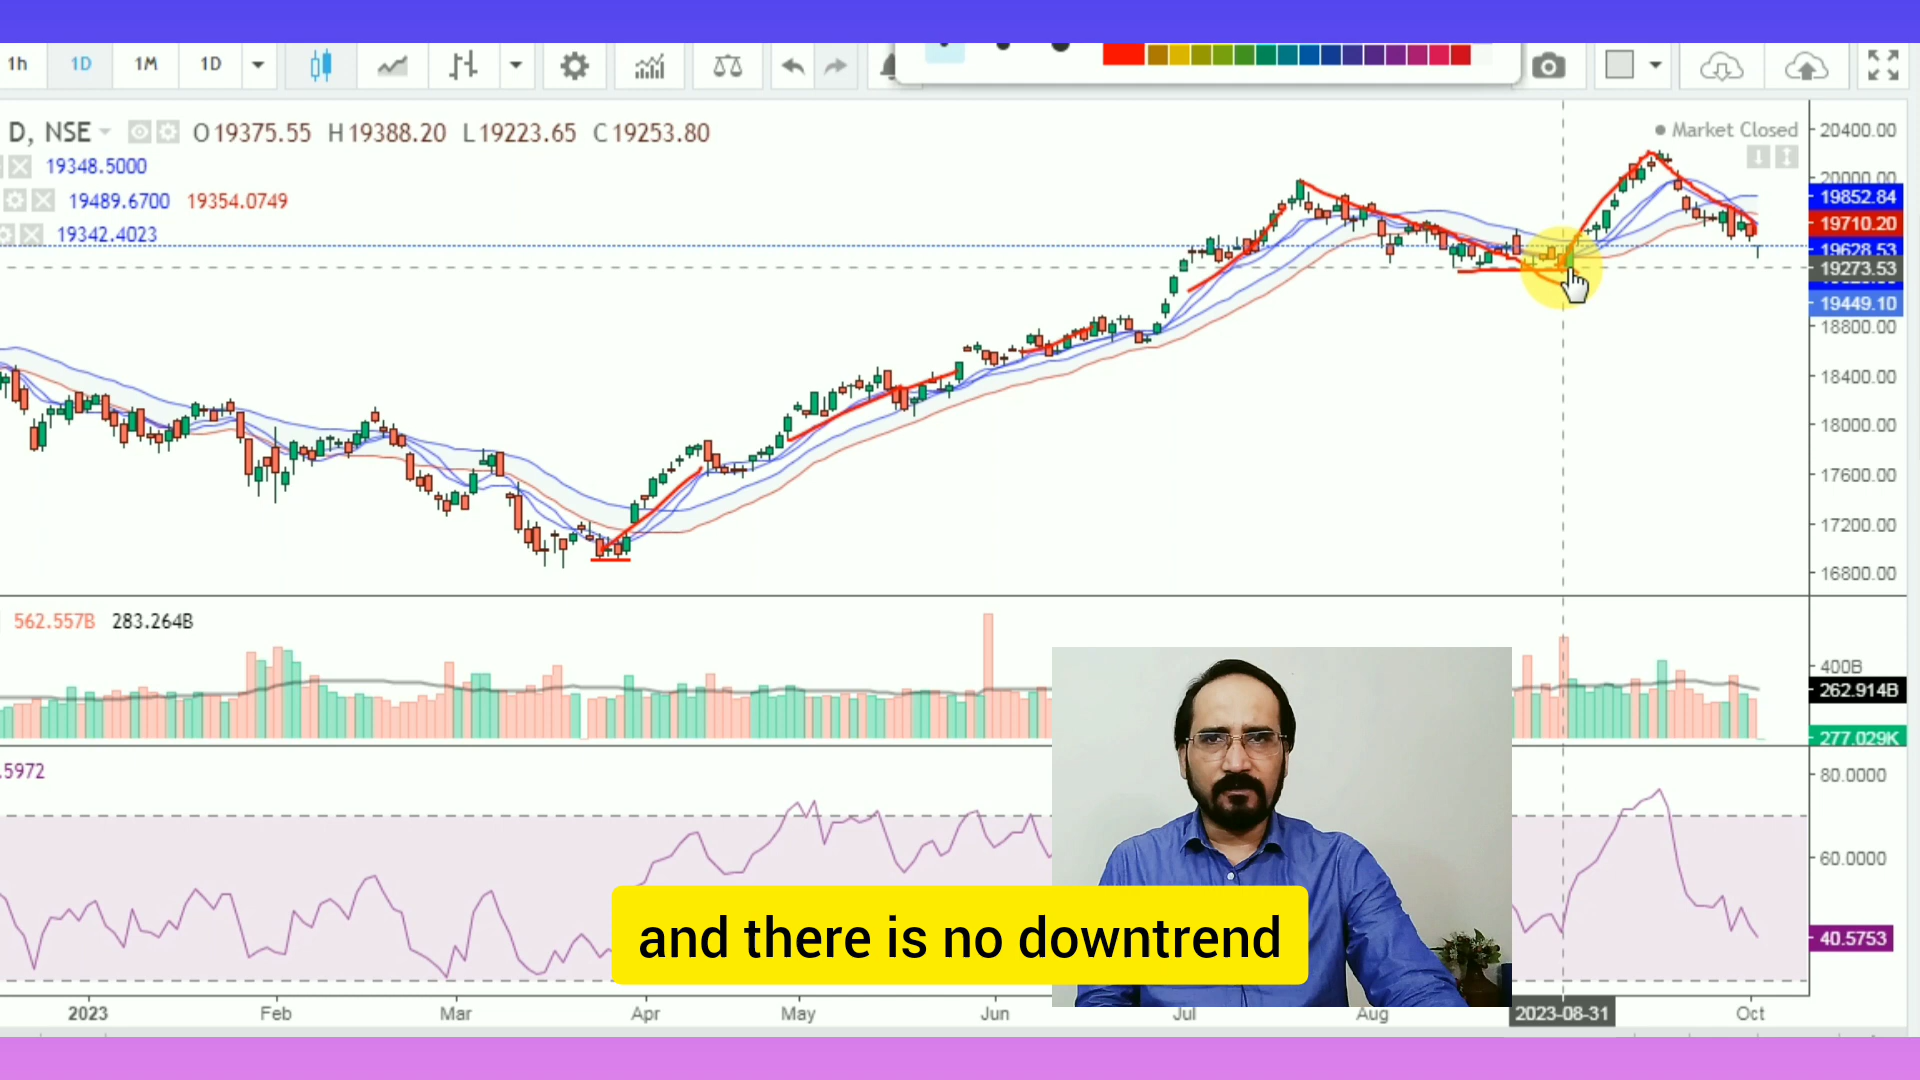 1h 1D 1M 1D
D, NSE O19375.55 H19388.20 L19223.65 C19253.80
Market Closed
19348.5000
19489.6700 19354.0749
19342.4023
20400.00
20000.00
19852.84
19710.20
19628.53
19273.53
19449.10
18800.00
18400.00
18000.00
17600.00
17200.00
16800.00
562.557B 283.264B
400B
262.914B
277.029K
.5972
80.0000
60.0000
40.5753
and there is no downtrend
2023 Feb Mar Apr May Jun Jul Aug 2023-08-31 Oct